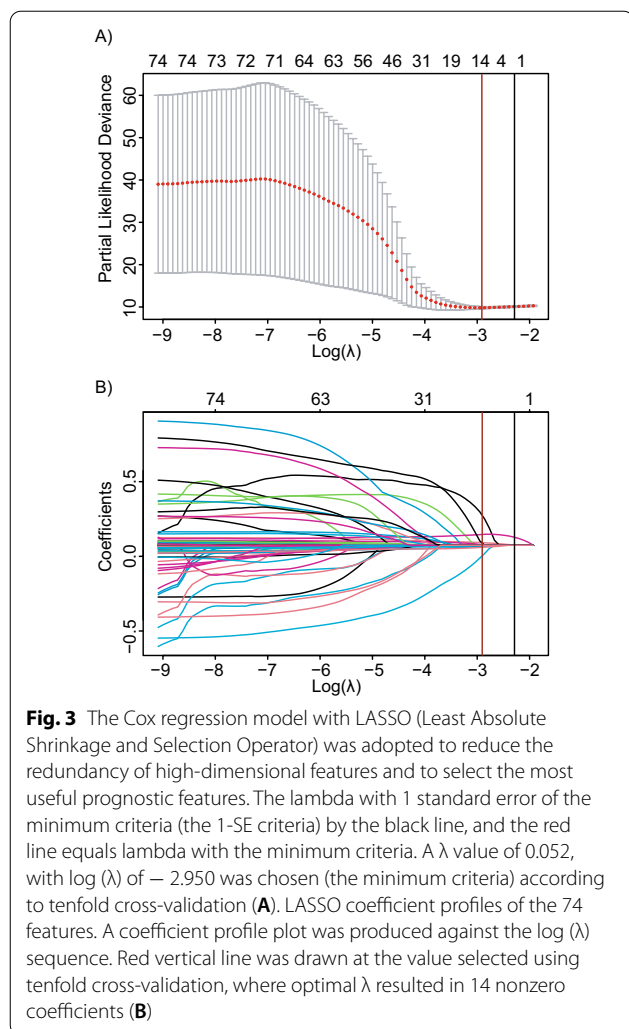 A)
74 74 73 72 71 64 63 56 46 31 19 14 4 1
Partial Likelihood Deviance
60
50
40
30
20
10
−9 −8 −7 −6 −5 −4 −3 −2
Log(λ)
B)
74 63 31 1
Coefficients
0.5
0.0
−0.5
−9 −8 −7 −6 −5 −4 −3 −2
Log(λ)
Fig. 3 The Cox regression model with LASSO (Least Absolute
Shrinkage and Selection Operator) was adopted to reduce the
redundancy of high-dimensional features and to select the most
useful prognostic features. The lambda with 1 standard error of the
minimum criteria (the 1-SE criteria) by the black line, and the red
line equals lambda with the minimum criteria. A λ value of 0.052,
with log (λ) of − 2.950 was chosen (the minimum criteria) according
to tenfold cross-validation (A). LASSO coefficient profiles of the 74
features. A coefficient profile plot was produced against the log (λ)
sequence. Red vertical line was drawn at the value selected using
tenfold cross-validation, where optimal λ resulted in 14 nonzero
coefficients (B)